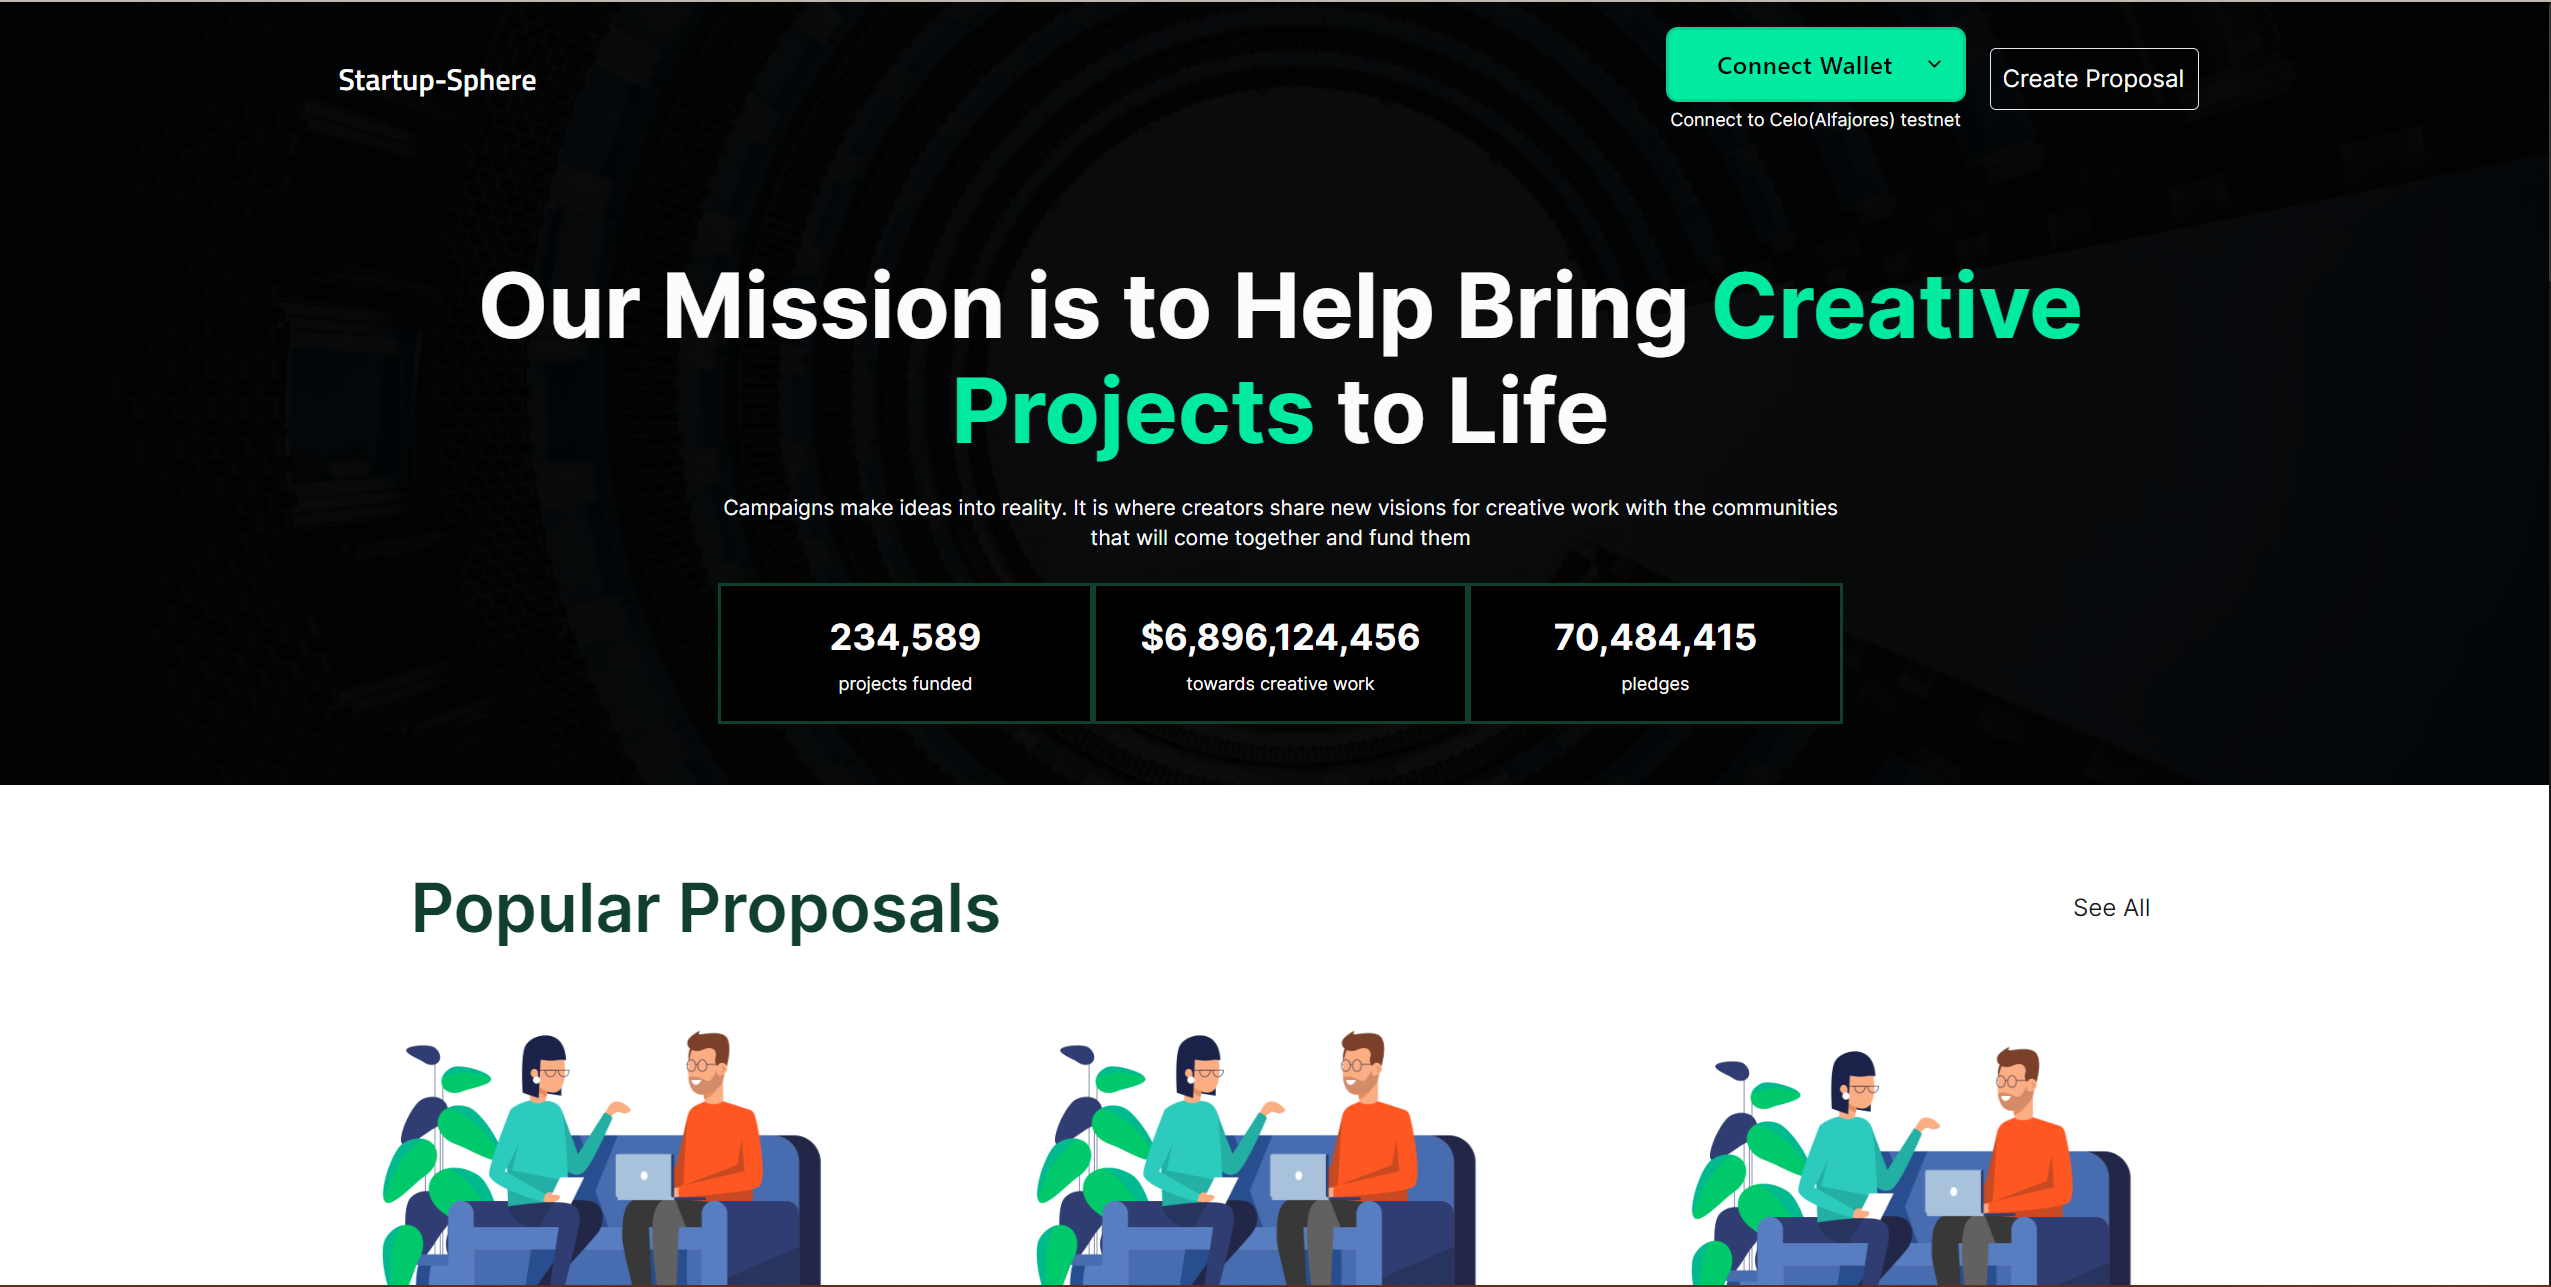 Startup-Sphere
Connect Wallet
Connect to Celo(Alfajores) testnet
Create Proposal
Our Mission is to Help Bring Creative
Projects to Life
Campaigns make ideas into reality. It is where creators share new visions for creative work with the communities
that will come together and fund them
234,589
projects funded
$6,896,124,456
towards creative work
70,484,415
pledges
Popular Proposals
See All